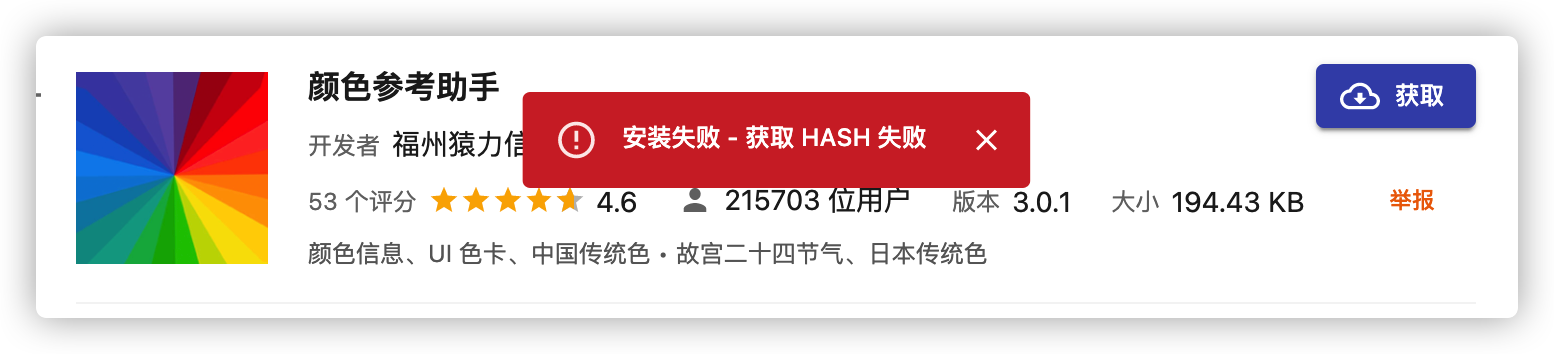 颜色参考助手
获取
安装失败 - 获取 HASH 失败
开发者 福州猿力信
53 个评分 4.6 215703 位用户 版本 3.0.1 大小 194.43 KB 举报
颜色信息、UI 色卡、中国传统色・故宫二十四节气、日本传统色